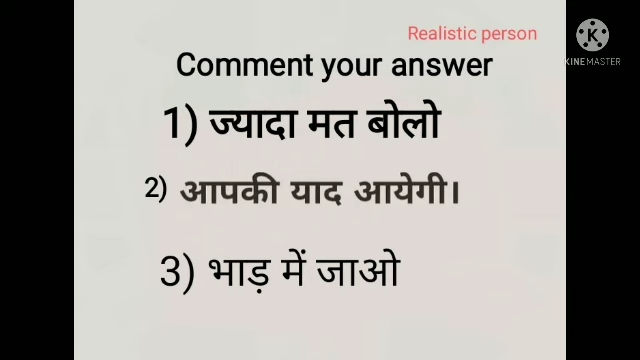 Realistic person
K
KINEMASTER
Comment your answer
1) ज्यादा मत बोलो
2) आपकी याद आयेगी।
3) भाड़ में जाओ